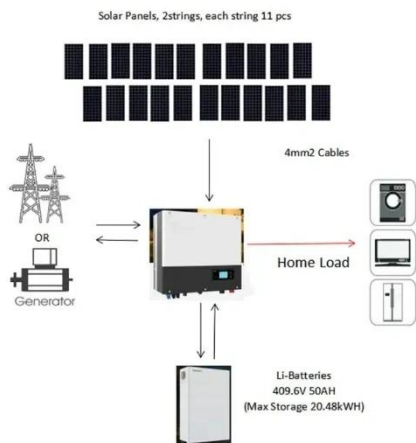 Solar Panels, 2strings, each string 11 pcs
4mm2 Cables
OR
Home Load
Generator
Li-Batteries
409.6V 50AH
(Max Storage 20.48kWH)